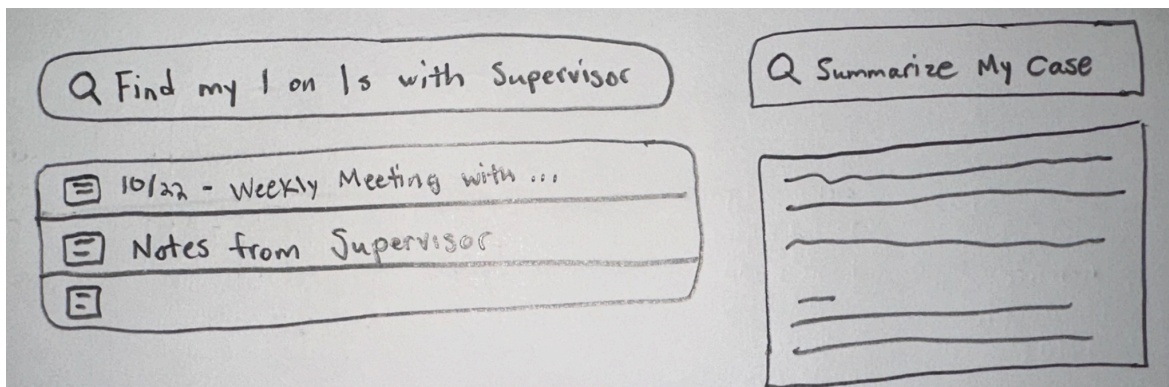 Find my 1 on 1s with Supervisor
10/22 - Weekly Meeting with ...
Notes from Supervisor
Summarize My Case